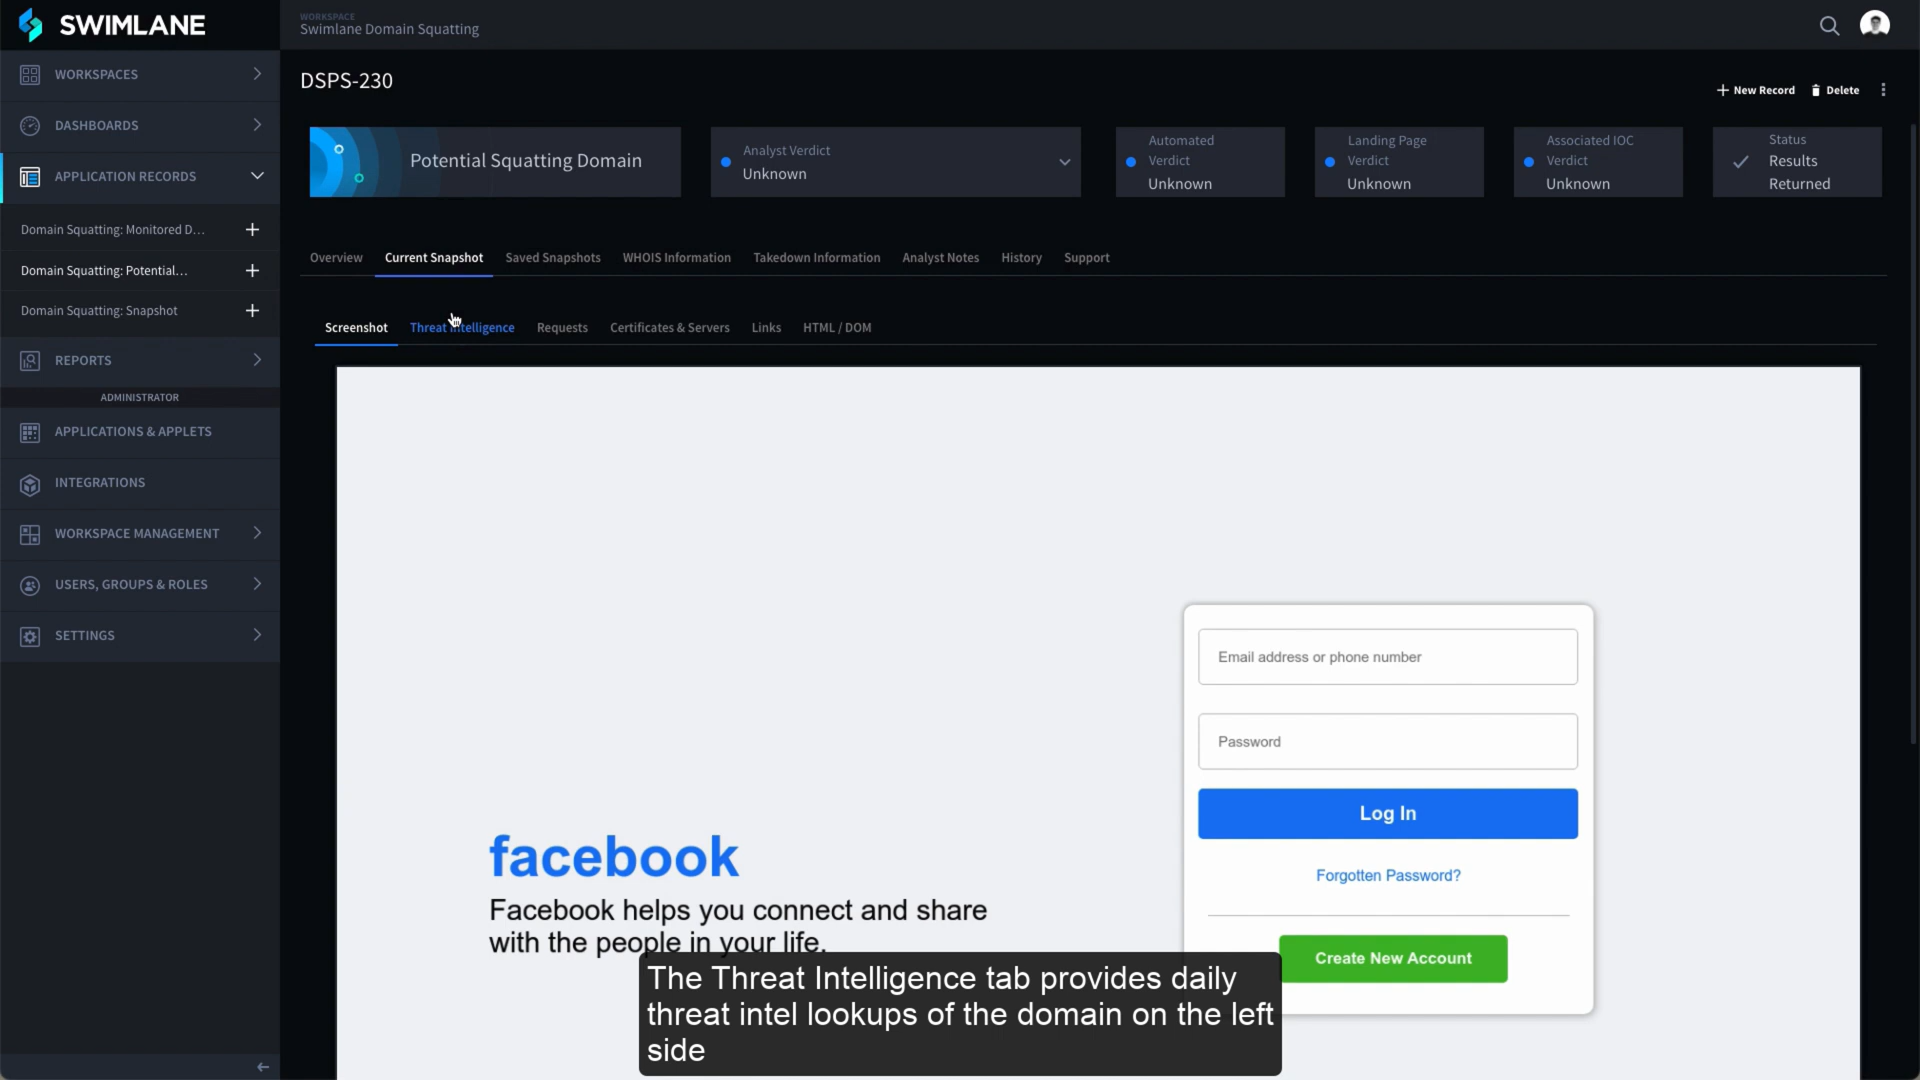 SWIMLANE
WORKSPACE
Swimlane Domain Squatting
WORKSPACES
DASHBOARDS
APPLICATION RECORDS
Domain Squatting: Monitored D...
Domain Squatting: Potential...
Domain Squatting: Snapshot
REPORTS
ADMINISTRATOR
APPLICATIONS & APPLETS
INTEGRATIONS
WORKSPACE MANAGEMENT
USERS, GROUPS & ROLES
SETTINGS
DSPS-230
New Record
Delete
Potential Squatting Domain
Analyst Verdict
Unknown
Automated
Verdict
Unknown
Landing Page
Verdict
Unknown
Associated IOC
Verdict
Unknown
Status
Results
Returned
Overview Current Snapshot Saved Snapshots WHOIS Information Takedown Information Analyst Notes History Support
Screenshot Threat Intelligence Requests Certificates & Servers Links HTML / DOM
facebook
Facebook helps you connect and share
with the people in your life.
Email address or phone number
Password
Log In
Forgotten Password?
Create New Account
The Threat Intelligence tab provides daily
threat intel lookups of the domain on the left
side